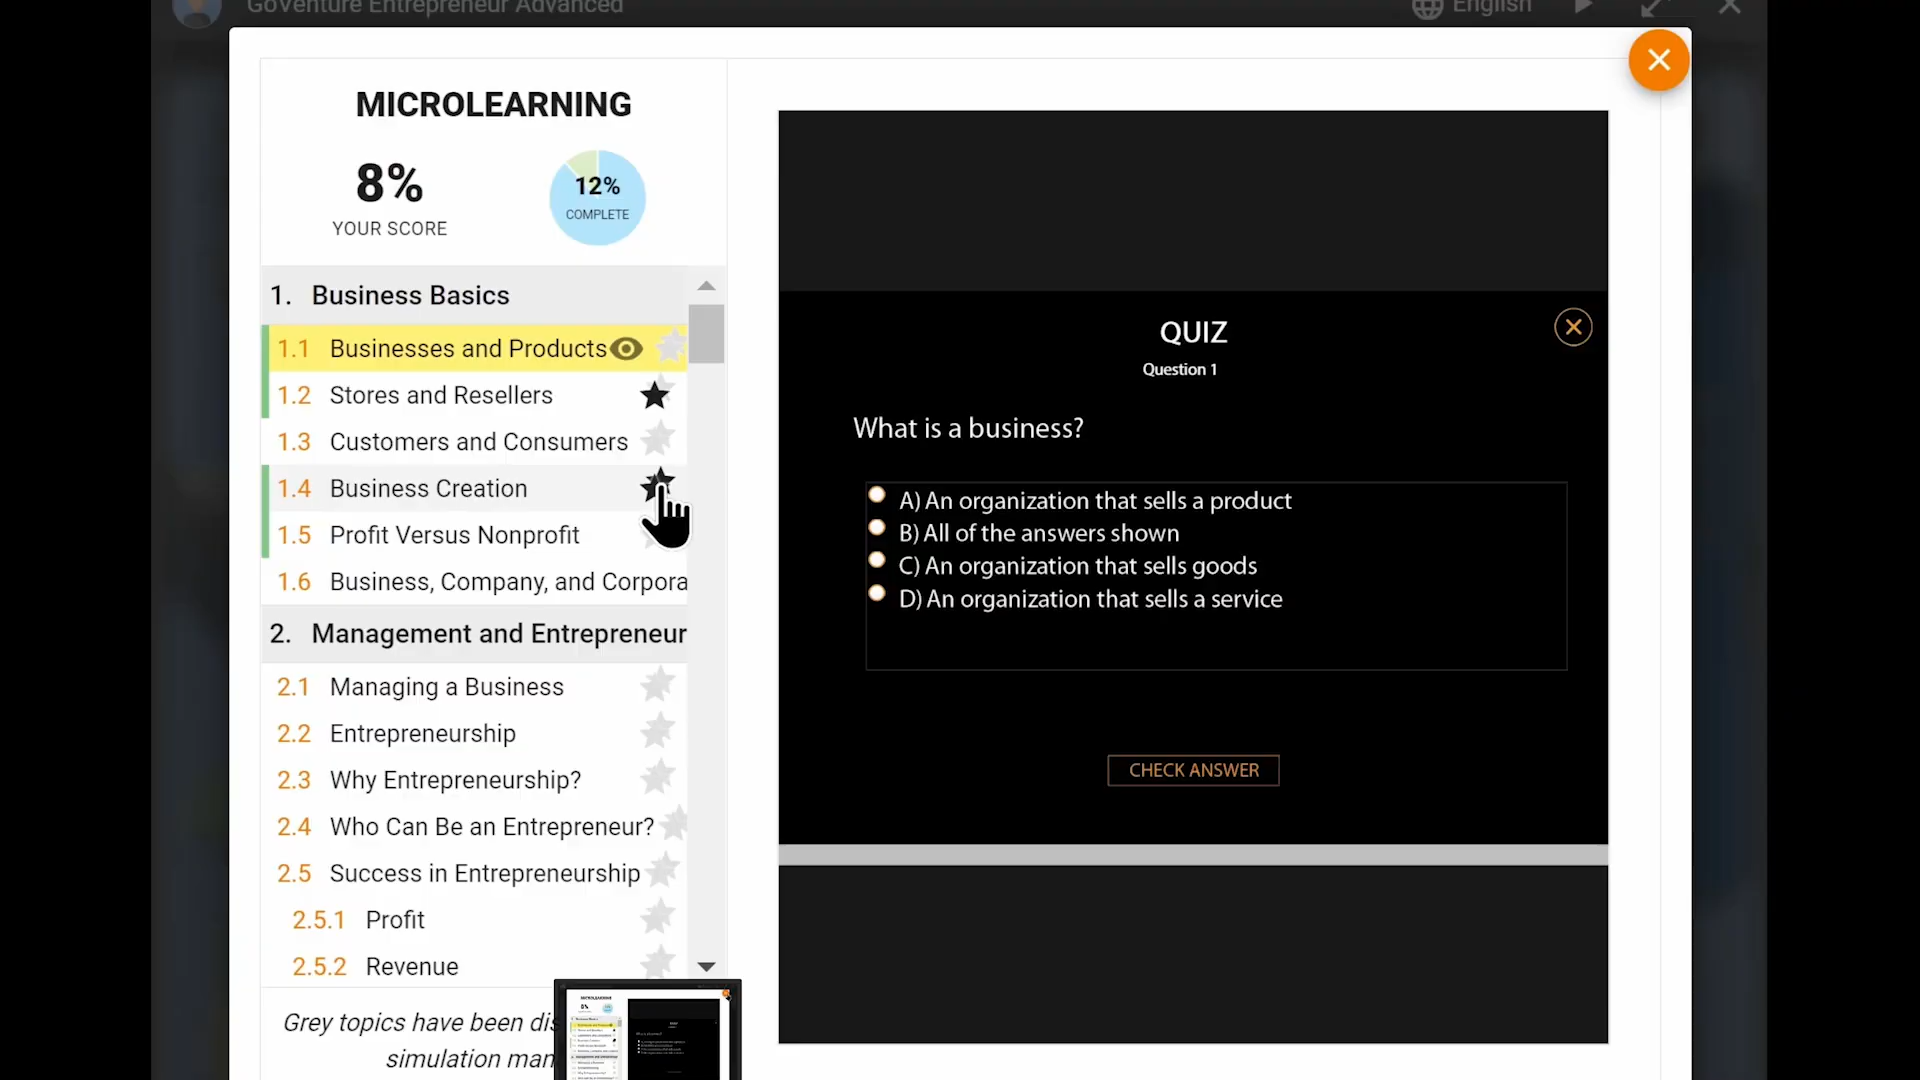 GoVenture Entrepreneur Advanced
English
MICROLEARNING
8%
YOUR SCORE
12%
COMPLETE
1. Business Basics
1.1 Businesses and Products
1.2 Stores and Resellers
1.3 Customers and Consumers
1.4 Business Creation
1.5 Profit Versus Nonprofit
1.6 Business, Company, and Corpora
2. Management and Entrepreneur
2.1 Managing a Business
2.2 Entrepreneurship
2.3 Why Entrepreneurship?
2.4 Who Can Be an Entrepreneur?
2.5 Success in Entrepreneurship
2.5.1 Profit
2.5.2 Revenue
Grey topics have been dis
simulation man
QUIZ
Question 1
What is a business?
A) An organization that sells a product
B) All of the answers shown
C) An organization that sells goods
D) An organization that sells a service
CHECK ANSWER
MICROLEARNING
8%
QUIZ